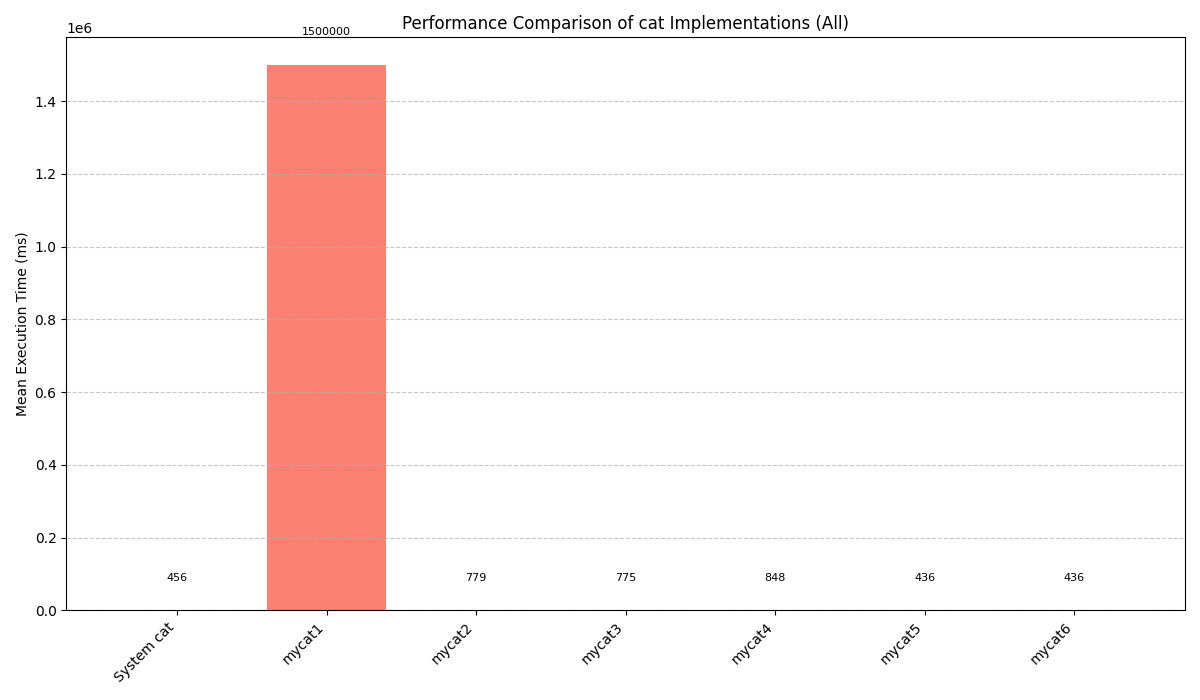 Performance Comparison of cat Implementations (All)
1e6
1500000
1.4
1.2
1.0
0.8
0.6
0.4
0.2
0.0
Mean Execution Time (ms)
456
779
775
848
436
436
System cat
mycat1
mycat2
mycat3
mycat4
mycat5
mycat6